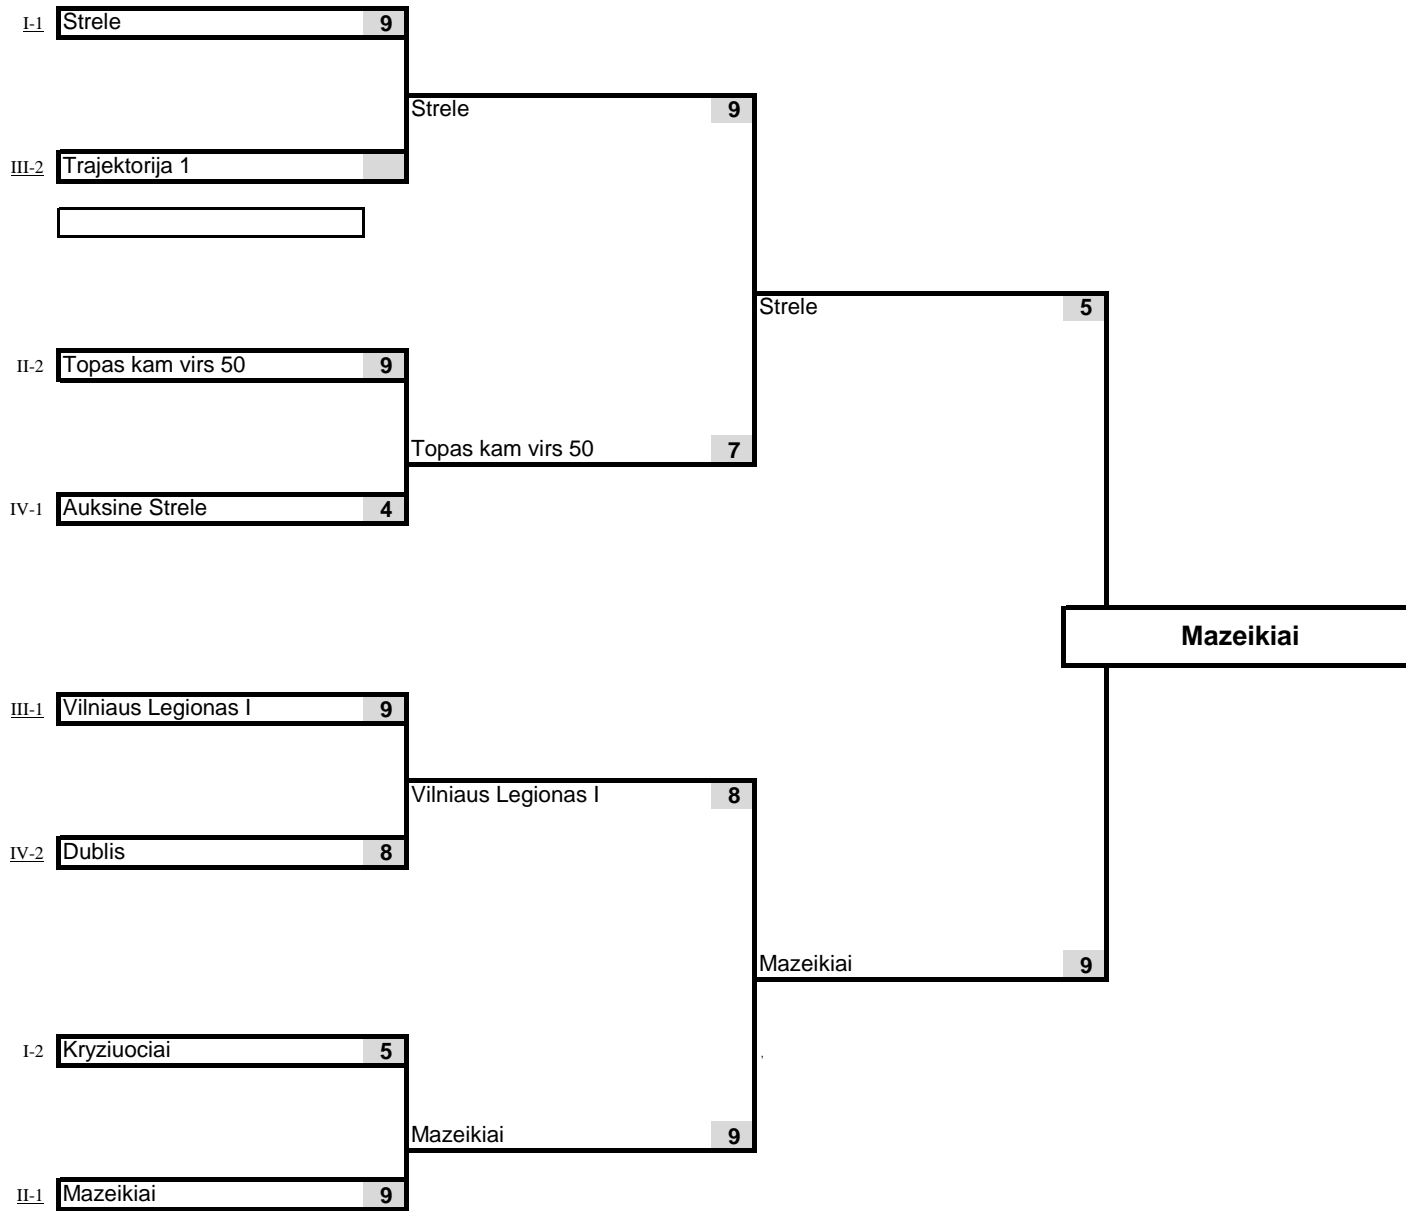 I-1 Strele 9
Strele 9
III-2 Trajektorija 1
Strele 5
II-2 Topas kam virs 50 9
Topas kam virs 50 7
IV-1 Auksine Strele 4
Mazeikiai
III-1 Vilniaus Legionas I 9
Vilniaus Legionas I 8
IV-2 Dublis 8
Mazeikiai 9
I-2 Kryziuociai 5
Mazeikiai 9
II-1 Mazeikiai 9